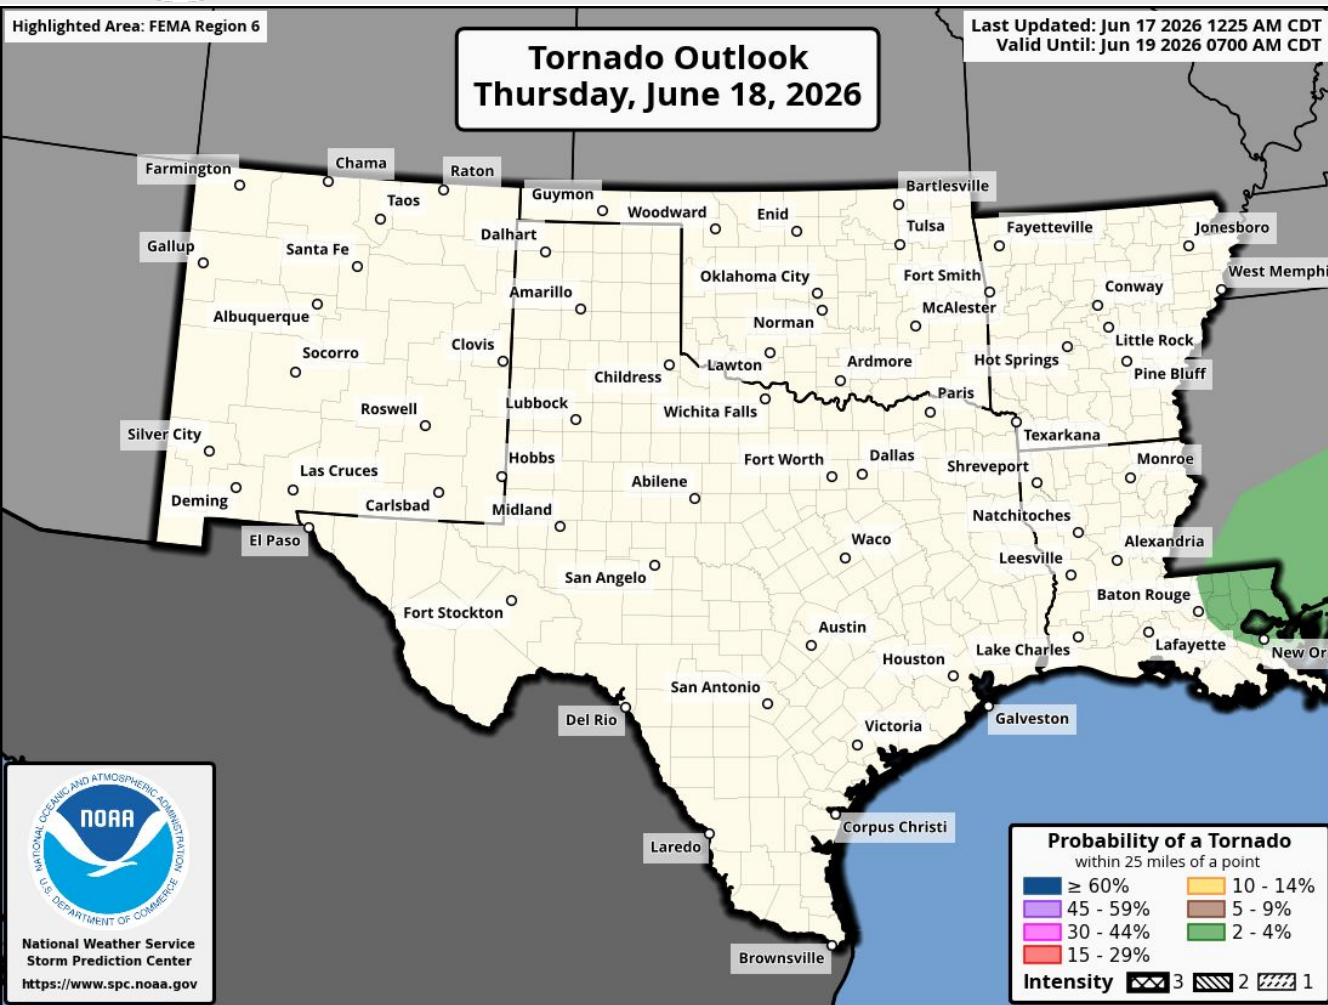 Highlighted Area: FEMA Region 6
Last Updated: Jun 17 2026 1225 AM CDT
Valid Until: Jun 19 2026 0700 AM CDT
Tornado Outlook
Thursday, June 18, 2026
Farmington
Chama
Raton
Taos
Guymon
Woodward
Enid
Bartlesville
Tulsa
Fayetteville
Jonesboro
Gallup
Santa Fe
Dalhart
Oklahoma City
Fort Smith
West Memphi
Albuquerque
Amarillo
Norman
McAlester
Conway
Little Rock
Socorro
Clovis
Childress
Lawton
Ardmore
Hot Springs
Pine Bluff
Roswell
Lubbock
Wichita Falls
Paris
Texarkana
Silver City
Las Cruces
Hobbs
Abilene
Fort Worth
Dallas
Shreveport
Monroe
Deming
Carlsbad
Midland
Natchitoches
El Paso
San Angelo
Waco
Leesville
Alexandria
Fort Stockton
Baton Rouge
Austin
Houston
Lake Charles
Lafayette
New Or
San Antonio
Del Rio
Galveston
Victoria
Corpus Christi
Laredo
Brownsville
NATIONAL OCEANIC AND ATMOSPHERIC ADMINISTRATION
NOAA
U.S. DEPARTMENT OF COMMERCE
National Weather Service
Storm Prediction Center
https://www.spc.noaa.gov
Probability of a Tornado
within 25 miles of a point
≥ 60% 10 - 14%
45 - 59% 5 - 9%
30 - 44% 2 - 4%
15 - 29%
Intensity 3 2 1